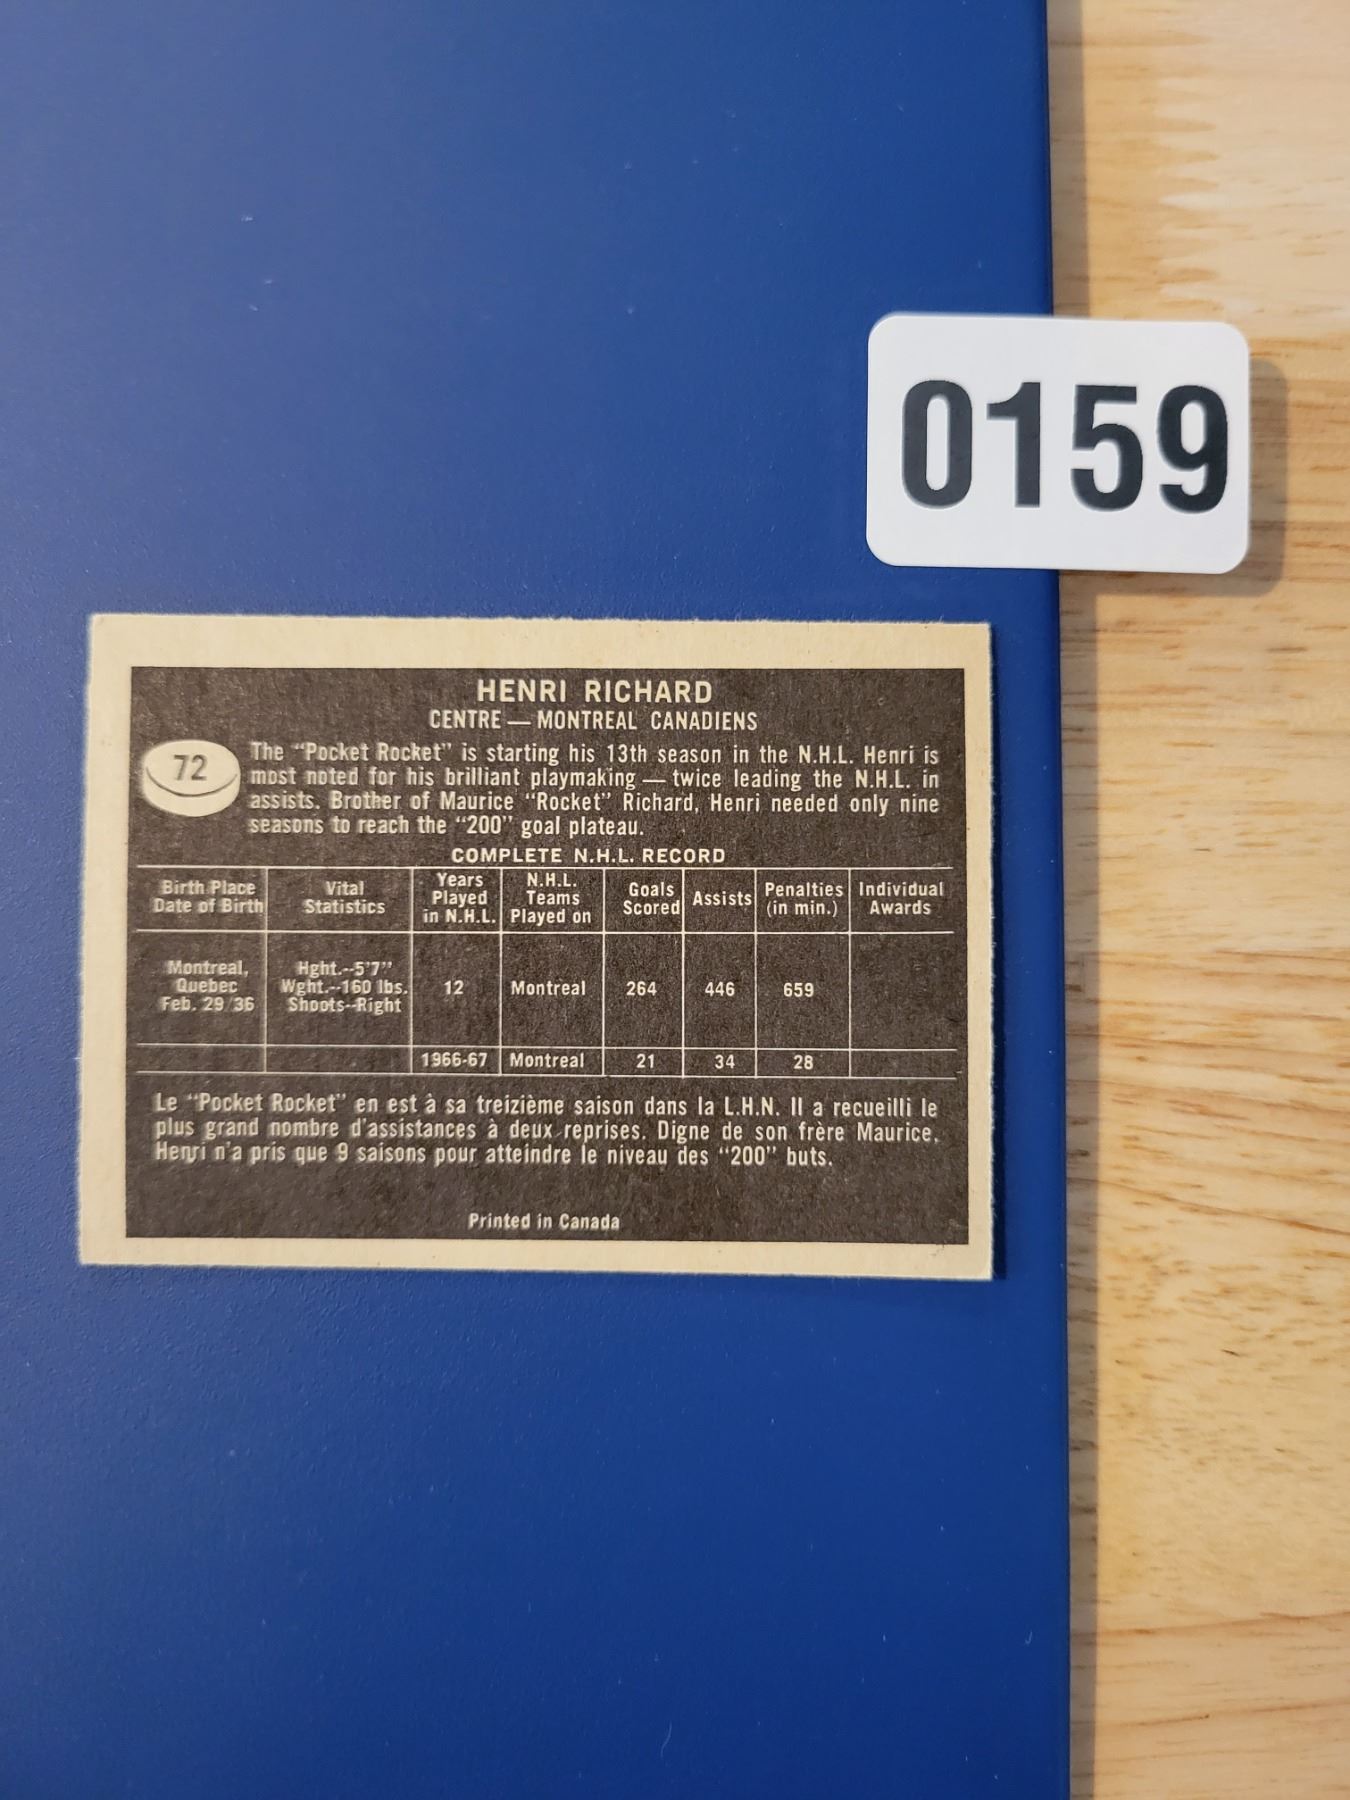 0159
HENRI RICHARD
CENTRE — MONTREAL CANADIENS
72
The "Pocket Rocket" is starting his 13th season in the N.H.L. Henri is
most noted for his brilliant playmaking — twice leading the N.H.L. in
assists. Brother of Maurice "Rocket" Richard, Henri needed only nine
seasons to reach the "200" goal plateau.
COMPLETE N.H.L. RECORD
Birth Place Date of Birth | Vital Statistics | Years Played in N.H.L. | N.H.L. Teams Played on | Goals Scored | Assists | Penalties (in min.) | Individual Awards
Montreal, Quebec Feb. 29/36 | Hght.--5'7" Wght.--160 lbs. Shoots--Right | 12 | Montreal | 264 | 446 | 659
1966-67 | Montreal | 21 | 34 | 28
Le "Pocket Rocket" en est à sa treizième saison dans la L.H.N. Il a recueilli le
plus grand nombre d'assistances à deux reprises. Digne de son frère Maurice,
Henri n'a pris que 9 saisons pour atteindre le niveau des "200" buts.
Printed in Canada